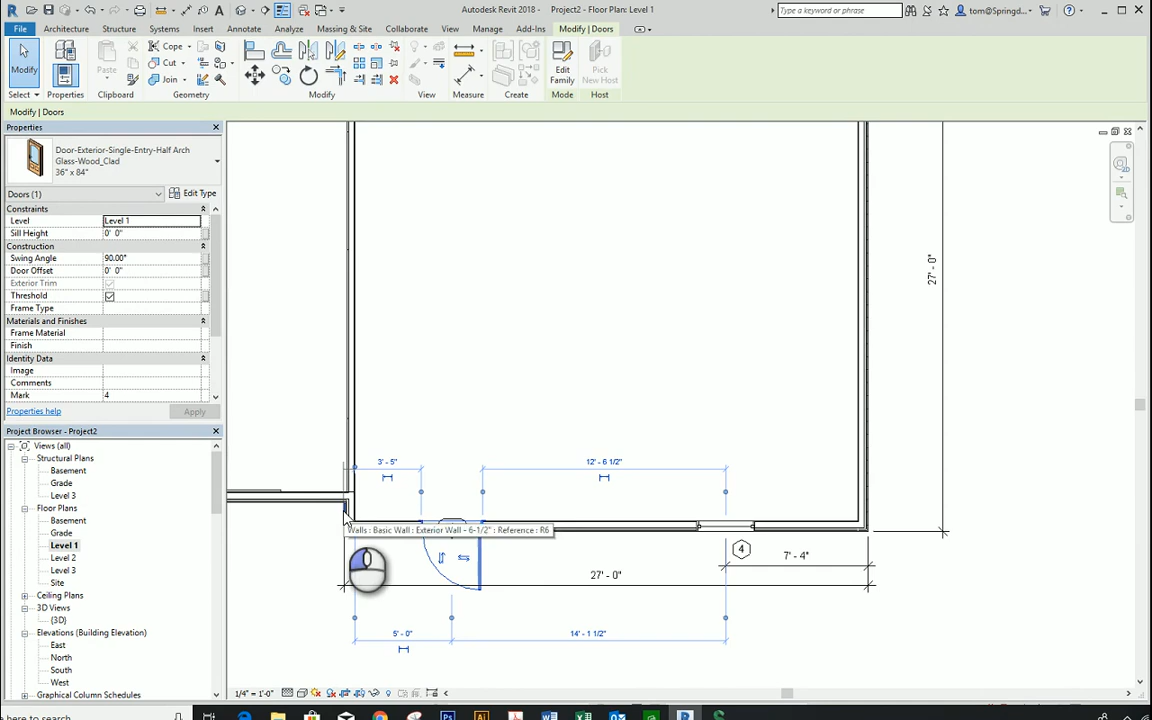 Autodesk Revit 2018 - Project2 - Floor Plan: Level 1
Type a keyword or phrase
tom@Springd...
File Architecture Structure Systems Insert Annotate Analyze Massing & Site Collaborate View Manage Add-Ins Modify | Doors
Modify
Properties
Paste
Cope
Cut
Join
Edit
Family
Pick
New Host
Select Properties Clipboard Geometry Modify View Measure Create Mode Host
Modify | Doors
Properties
Door-Exterior-Single-Entry-Half Arch
Glass-Wood_Clad
36" x 84"
Doors (1)
Edit Type
Constraints
Level Level 1
Sill Height 0' 0"
Construction
Swing Angle 90.00°
Door Offset 0' 0"
Exterior Trim
Threshold
Frame Type
Materials and Finishes
Frame Material
Finish
Identity Data
Image
Comments
Mark 4
Properties help
Apply
Project Browser - Project2
Views (all)
Structural Plans
Basement
Grade
Level 3
Floor Plans
Basement
Grade
Level 1
Level 2
Level 3
Site
Ceiling Plans
3D Views
{3D}
Elevations (Building Elevation)
East
North
South
West
Graphical Column Schedules
27' - 0"
3' - 5"
12' - 6 1/2"
Walls : Basic Wall : Exterior Wall - 6-1/2" : Reference : R6
4
7' - 4"
27' - 0"
5' - 0"
14' - 1 1/2"
1/4" = 1'-0"
here to search